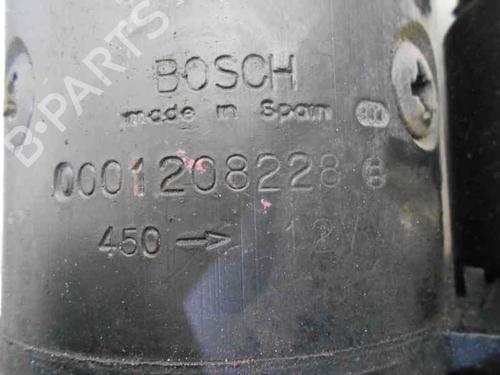 B-PARTS
BOSCH
made in Spain
0001208228
450 → 12V